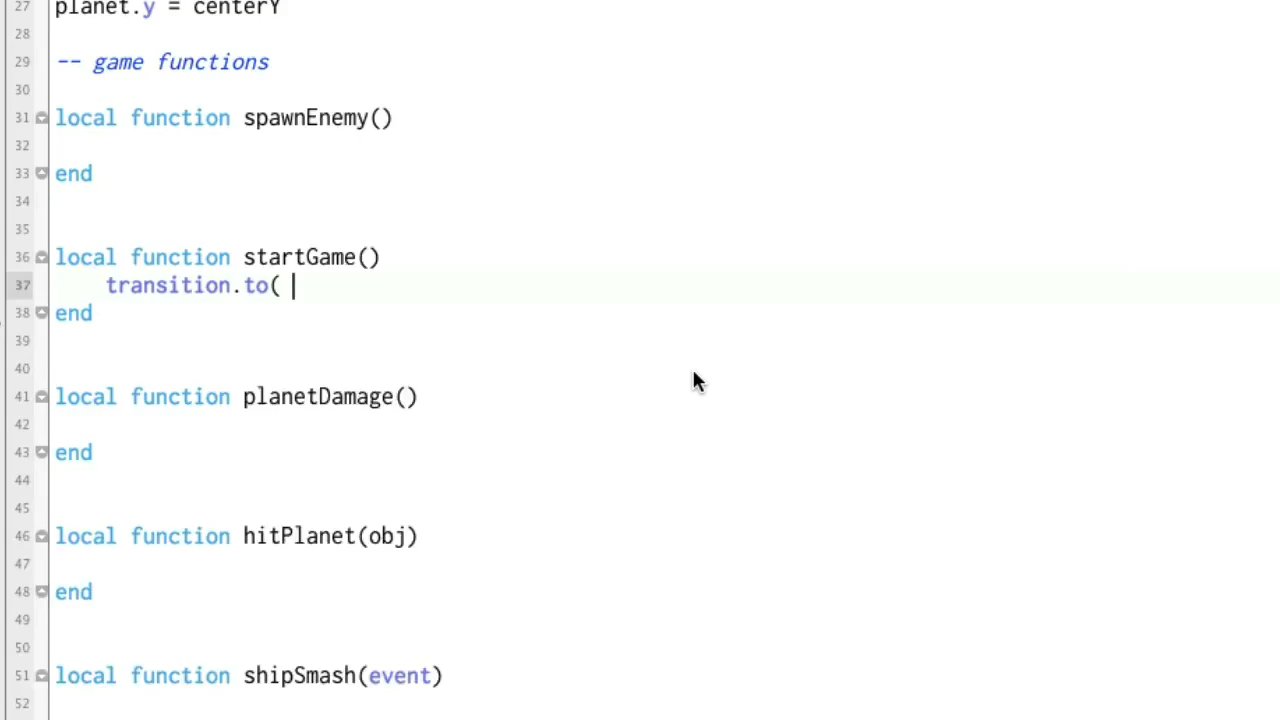 27 planet.y = centerY
28
29 -- game functions
30
31 local function spawnEnemy()
32
33 end
34
35
36 local function startGame()
37 transition.to(
38 end
39
40
41 local function planetDamage()
42
43 end
44
45
46 local function hitPlanet(obj)
47
48 end
49
50
51 local function shipSmash(event)
52